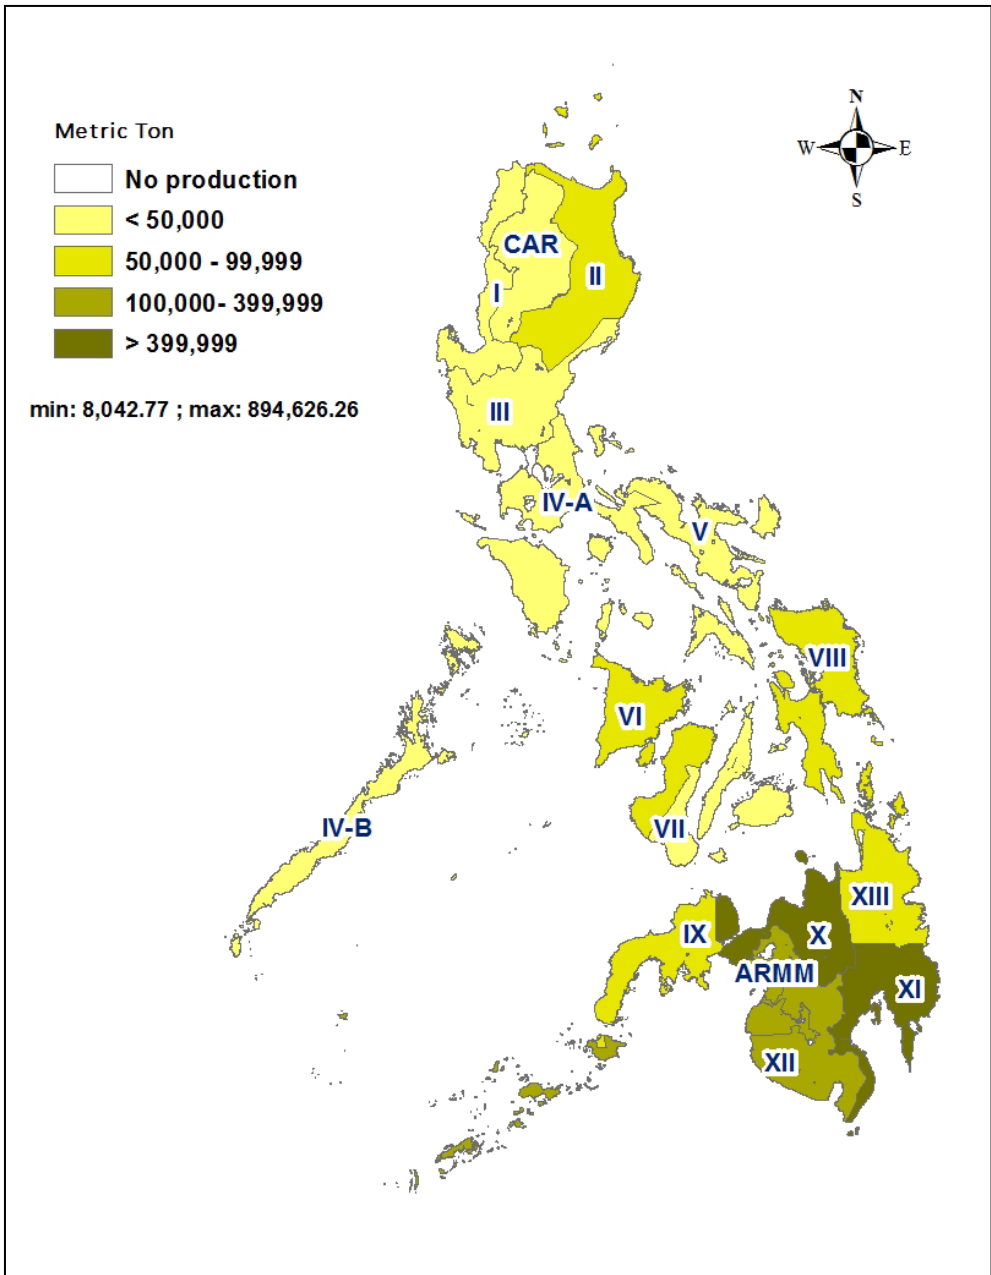 Metric Ton
No production
< 50,000
50,000 - 99,999
100,000- 399,999
> 399,999
min: 8,042.77 ; max: 894,626.26
N
W E
S
CAR
II
I
III
IV-A
V
VIII
VI
IV-B
VII
XIII
IX
X
ARMM
XI
XII